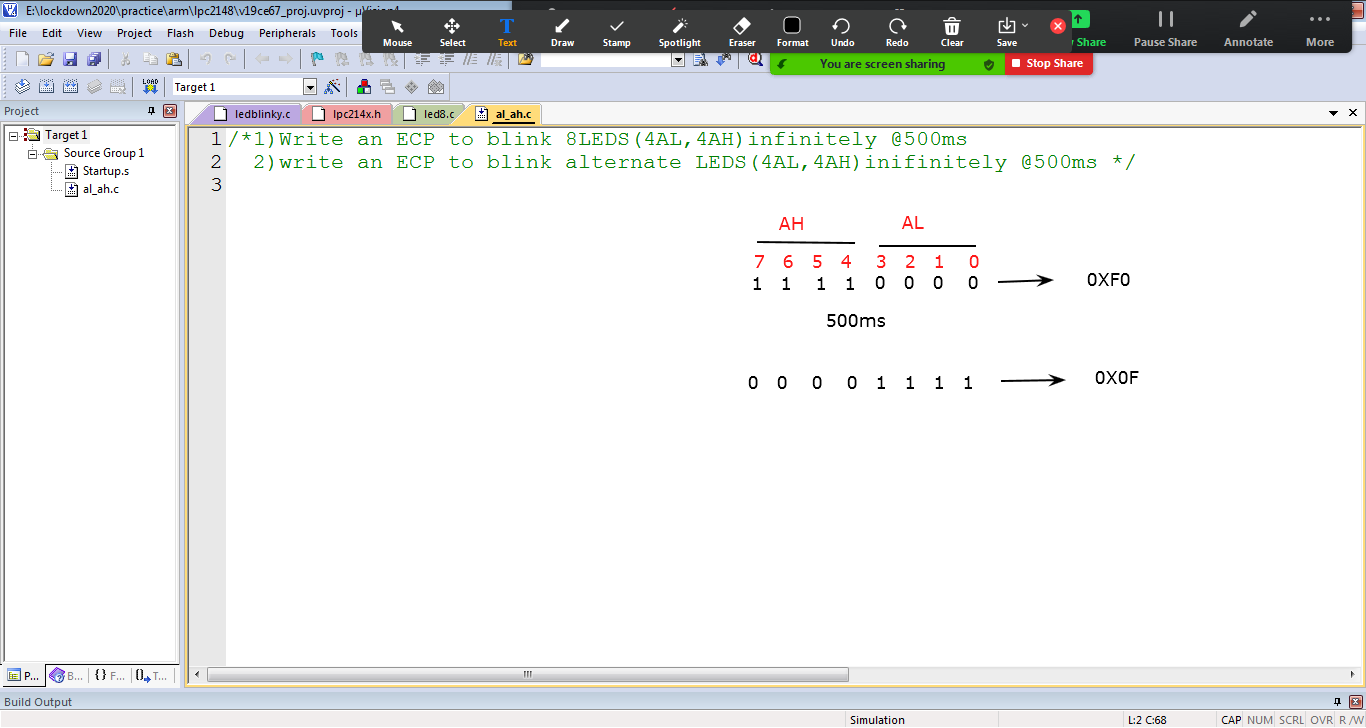 E:\lockdown2020\practice\arm\lpc2148\v19ce67_proj.uvproj - µVision4
File Edit View Project Flash Debug Peripherals Tools
Mouse Select Text Draw Stamp Spotlight Eraser Format Undo Redo Clear Save
Share Pause Share Annotate More
You are screen sharing Stop Share
LOAD Target 1
Project
ledblinky.c lpc214x.h led8.c al_ah.c
Target 1
Source Group 1
Startup.s
al_ah.c
1 /*1)Write an ECP to blink 8LEDS(4AL,4AH)infinitely @500ms
2 2)write an ECP to blink alternate LEDS(4AL,4AH)inifinitely @500ms */
3
AH AL
7 6 5 4 3 2 1 0
1 1 1 1 0 0 0 0 0XF0
500ms
0 0 0 0 1 1 1 1 0X0F
P... B... {} F... 0 T...
Build Output
Simulation L:2 C:68 CAP NUM SCRL OVR R/W